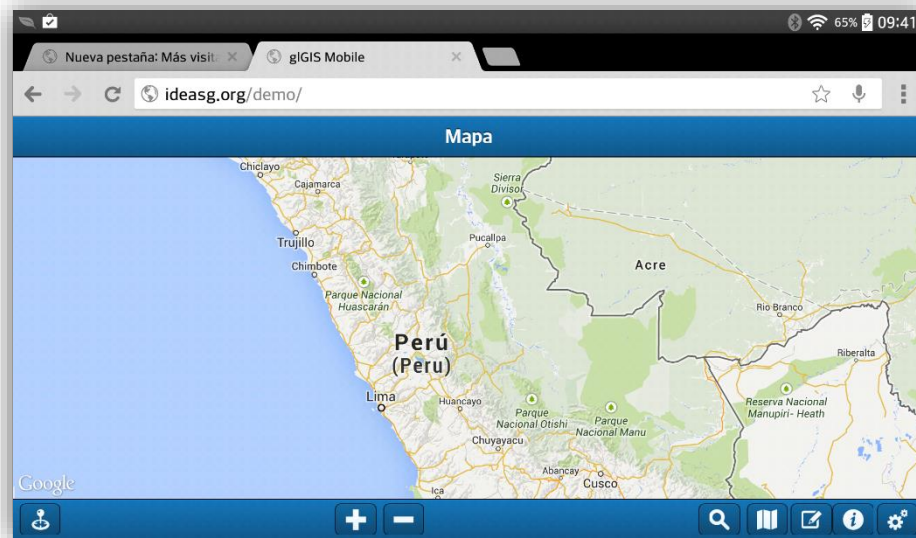 65% 09:41
Nueva pestaña: Más visit
glGIS Mobile
ideasg.org/demo/
Mapa
Chiclayo
Cajamarca
Sierra
Divisor
Trujillo
Pucallpa
Chimbote
Acre
Parque Nacional
Huascarán
Rio Branco
Perú
(Peru)
Riberalta
Lima
Huancayo
Parque
Nacional Otishi
Parque
Nacional Manu
Reserva Nacional
Manupiri- Heath
Chuyayacu
Abancay
Cusco
Ica
Google